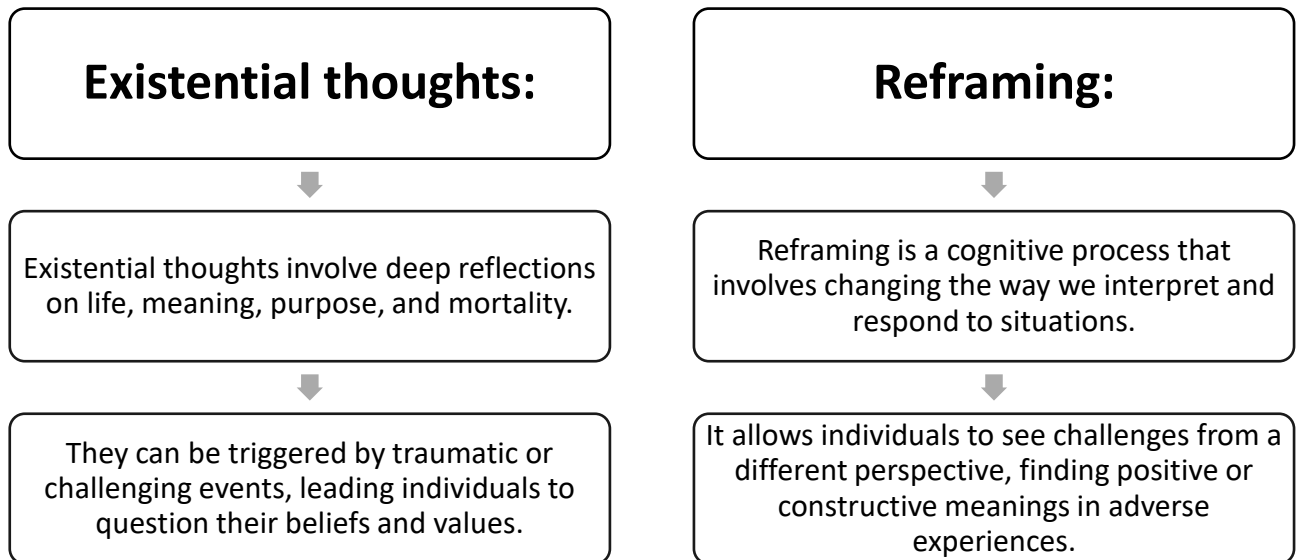 Existential thoughts:
Existential thoughts involve deep reflections
on life, meaning, purpose, and mortality.
They can be triggered by traumatic or
challenging events, leading individuals to
question their beliefs and values.
Reframing:
Reframing is a cognitive process that
involves changing the way we interpret and
respond to situations.
It allows individuals to see challenges from a
different perspective, finding positive or
constructive meanings in adverse
experiences.